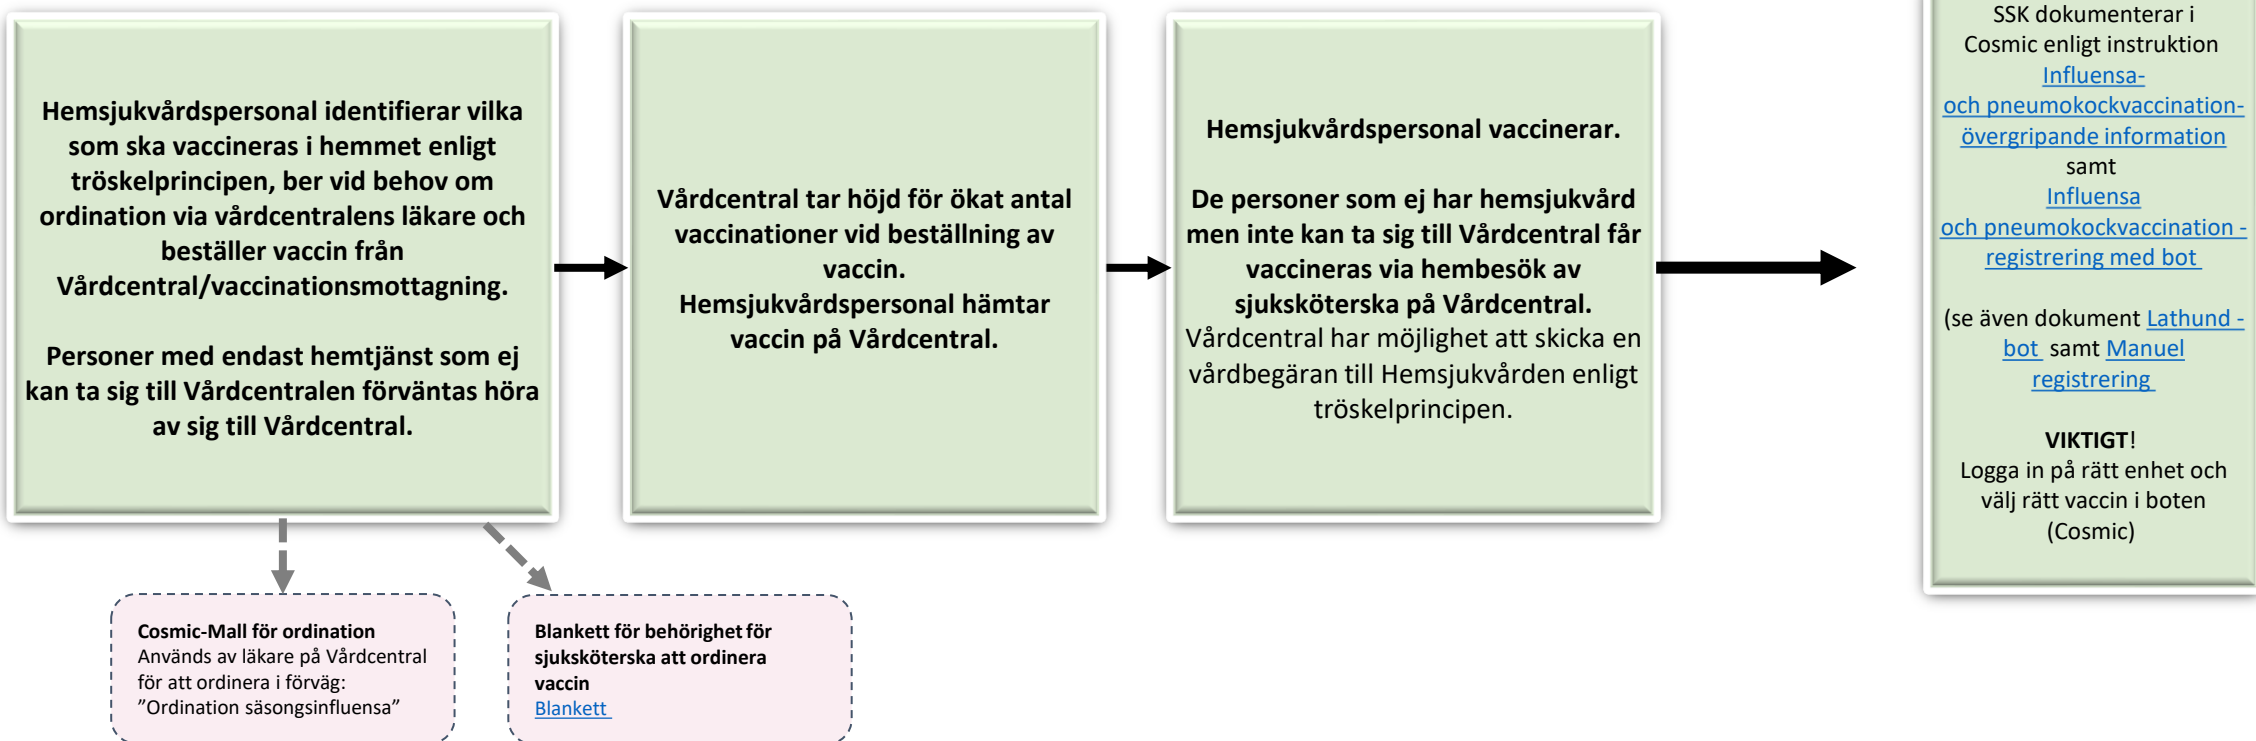 Hemsjukvårdspersonal identifierar vilka
som ska vaccineras i hemmet enligt
tröskelprincipen, ber vid behov om
ordination via vårdcentralens läkare och
beställer vaccin från
Vårdcentral/vaccinationsmottagning.
Personer med endast hemtjänst som ej
kan ta sig till Vårdcentralen förväntas höra
av sig till Vårdcentral.
Vårdcentral tar höjd för ökat antal
vaccinationer vid beställning av
vaccin.
Hemsjukvårdspersonal hämtar
vaccin på Vårdcentral.
Hemsjukvårdspersonal vaccinerar.
De personer som ej har hemsjukvård
men inte kan ta sig till Vårdcentral får
vaccineras via hembesök av
sjuksköterska på Vårdcentral.
Vårdcentral har möjlighet att skicka en
vårdbegäran till Hemsjukvården enligt
tröskelprincipen.
SSK dokumenterar i
Cosmic enligt instruktion
Influensa-
och pneumokockvaccination-
övergripande information
samt
Influensa
och pneumokockvaccination -
registrering med bot
(se även dokument Lathund -
bot samt Manuel
registrering
VIKTIGT!
Logga in på rätt enhet och
välj rätt vaccin i boten
(Cosmic)
Cosmic-Mall för ordination
Används av läkare på Vårdcentral
för att ordinera i förväg:
”Ordination säsongsinfluensa”
Blankett för behörighet för
sjuksköterska att ordinera
vaccin
Blankett